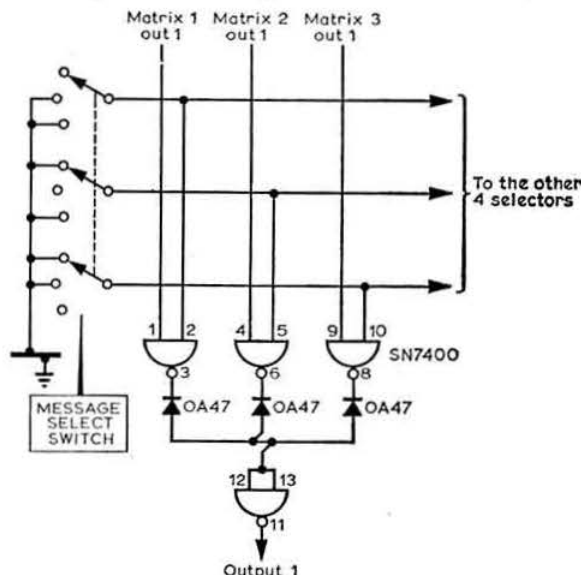 Matrix 1 Matrix 2 Matrix 3
out 1 out 1 out 1
To the other
4 selectors
1 2 4 5 9 10
SN7400
3 6 8
OA47 OA47 OA47
MESSAGE
SELECT
SWITCH
12 13
11
Output 1